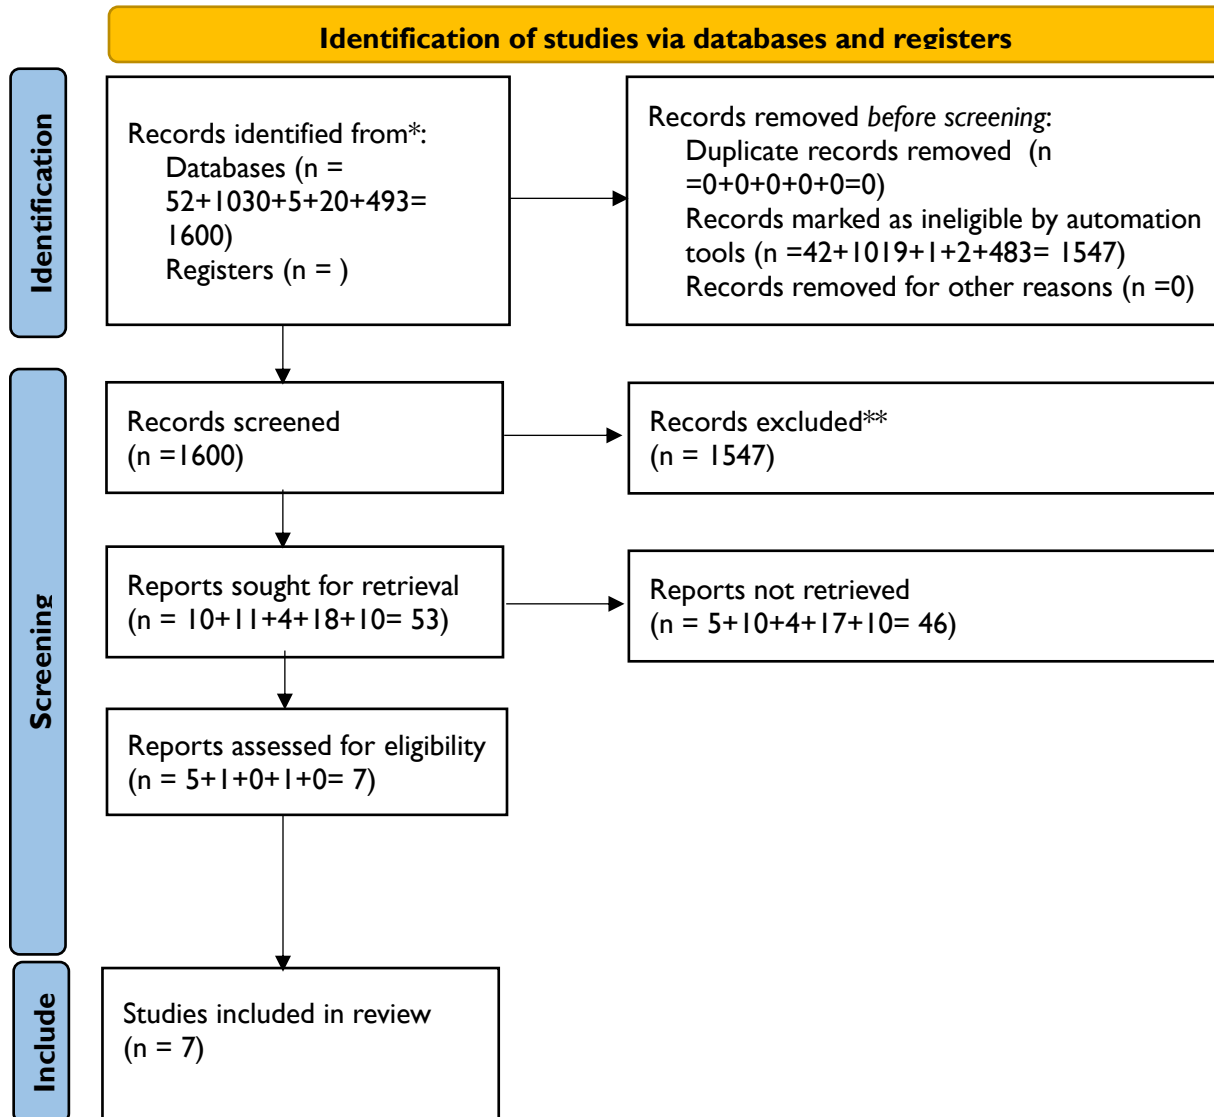 Identification of studies via databases and registers
Identification
Records identified from*:
Databases (n =
52+1030+5+20+493=
1600)
Registers (n = )
Records removed before screening:
Duplicate records removed  (n
=0+0+0+0+0=0)
Records marked as ineligible by automation
tools (n =42+1019+1+2+483= 1547)
Records removed for other reasons (n =0)
Screening
Records screened
(n =1600)
Records excluded**
(n = 1547)
Reports sought for retrieval
(n = 10+11+4+18+10= 53)
Reports not retrieved
(n = 5+10+4+17+10= 46)
Reports assessed for eligibility
(n = 5+1+0+1+0= 7)
Include
Studies included in review
(n = 7)